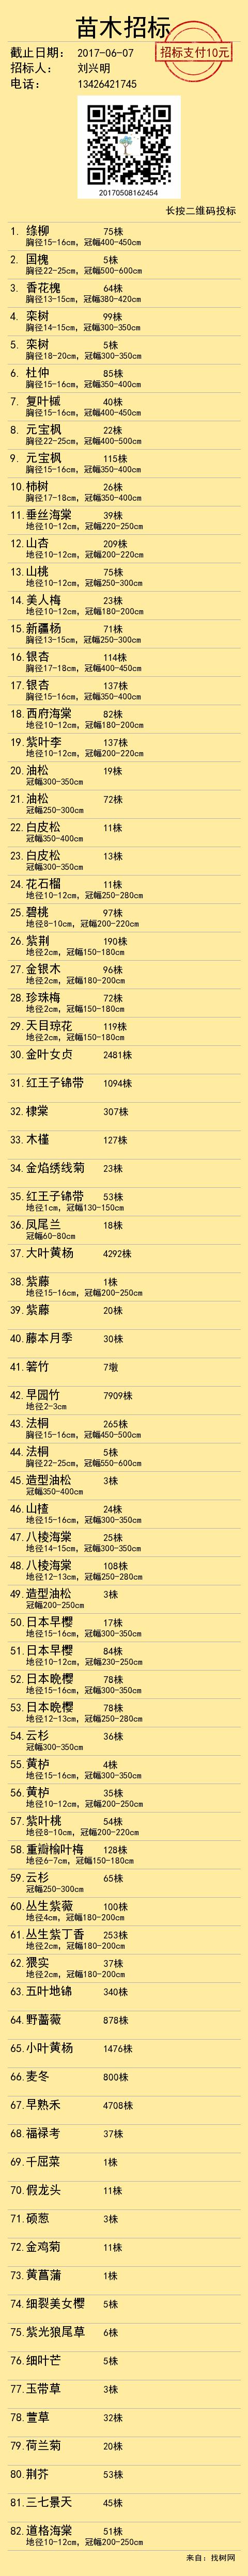 苗木招标
截止日期: 2017-06-07
招标支付10元
招标人: 刘兴明
电话: 13426421745
20170508162454
长按二维码投标
1. 绦柳 75株
胸径15-16cm, 冠幅400-450cm
2. 国槐 5株
胸径22-25cm, 冠幅500-600cm
3. 香花槐 64株
胸径13-15cm, 冠幅380-420cm
4. 栾树 99株
胸径14-15cm, 冠幅300-350cm
5. 栾树 5株
胸径18-20cm, 冠幅300-350cm
6. 杜仲 85株
胸径15-16cm, 冠幅350-400cm
7. 复叶槭 40株
胸径15-16cm, 冠幅400-450cm
8. 元宝枫 22株
胸径22-25cm, 冠幅400-500cm
9. 元宝枫 115株
胸径15-16cm, 冠幅350-400cm
10. 柿树 26株
胸径17-18cm, 冠幅350-400cm
11. 垂丝海棠 39株
地径10-12cm, 冠幅220-250cm
12. 山杏 209株
地径10-12cm, 冠幅200-220cm
13. 山桃 75株
地径10-12cm, 冠幅250-300cm
14. 美人梅 23株
地径10-12cm, 冠幅180-200cm
15. 新疆杨 71株
胸径13-15cm, 冠幅250-300cm
16. 银杏 114株
胸径17-18cm, 冠幅400-450cm
17. 银杏 137株
胸径15-16cm, 冠幅350-400cm
18. 西府海棠 82株
地径10-12cm, 冠幅180-200cm
19. 紫叶李 137株
地径10-12cm, 冠幅200-220cm
20. 油松 19株
冠幅300-350cm
21. 油松 72株
冠幅250-300cm
22. 白皮松 11株
冠幅350-400cm
23. 白皮松 13株
冠幅300-350cm
24. 花石榴 11株
地径10-12cm, 冠幅250-280cm
25. 碧桃 97株
地径8-10cm, 冠幅200-220cm
26. 紫荆 190株
地径2cm, 冠幅150-180cm
27. 金银木 96株
地径2cm, 冠幅180-200cm
28. 珍珠梅 72株
地径2cm, 冠幅150-180cm
29. 天目琼花 119株
地径2cm, 冠幅150-180cm
30. 金叶女贞 2481株
31. 红王子锦带 1094株
32. 棣棠 307株
33. 木槿 127株
34. 金焰绣线菊 23株
35. 红王子锦带 53株
地径1cm, 冠幅130-150cm
36. 凤尾兰 18株
冠幅60-80cm
37. 大叶黄杨 4292株
38. 紫藤 1株
地径15-16cm, 冠幅200-250cm
39. 紫藤 20株
40. 藤本月季 30株
41. 箬竹 7墩
42. 早园竹 7909株
地径2-3cm
43. 法桐 265株
胸径15-16cm, 冠幅450-500cm
44. 法桐 5株
胸径22-25cm, 冠幅550-600cm
45. 造型油松 3株
冠幅350-400cm
46. 山楂 24株
地径15-16cm, 冠幅300-350cm
47. 八棱海棠 25株
地径14-15cm, 冠幅300-350cm
48. 八棱海棠 108株
地径12-13cm, 冠幅250-280cm
49. 造型油松 3株
冠幅200-250cm
50. 日本早樱 17株
地径15-16cm, 冠幅300-350cm
51. 日本早樱 84株
地径10-12cm, 冠幅230-250cm
52. 日本晚樱 78株
地径15-16cm, 冠幅300-350cm
53. 日本晚樱 78株
地径12-13cm, 冠幅250-280cm
54. 云杉 36株
冠幅300-350cm
55. 黄栌 4株
地径15-16cm, 冠幅300-350cm
56. 黄栌 35株
地径10-12cm, 冠幅200-250cm
57. 紫叶桃 54株
地径8-10cm, 冠幅200-220cm
58. 重瓣榆叶梅 128株
地径6-7cm, 冠幅150-180cm
59. 云杉 65株
冠幅250-300cm
60. 丛生紫薇 100株
地径4cm, 冠幅180-200cm
61. 丛生紫丁香 253株
地径2cm, 冠幅180-200cm
62. 猥实 37株
地径2cm, 冠幅180-200cm
63. 五叶地锦 340株
64. 野蔷薇 878株
65. 小叶黄杨 1476株
66. 麦冬 800株
67. 早熟禾 4708株
68. 福禄考 37株
69. 千屈菜 1株
70. 假龙头 11株
71. 硕葱 3株
72. 金鸡菊 11株
73. 黄菖蒲 1株
74. 细裂美女樱 5株
75. 紫光狼尾草 6株
76. 细叶芒 5株
77. 玉带草 3株
78. 萱草 32株
79. 荷兰菊 20株
80. 荆芥 53株
81. 三七景天 45株
82. 腊梅 51株
地径10-12cm, 冠幅200-250cm
来自: 找树网